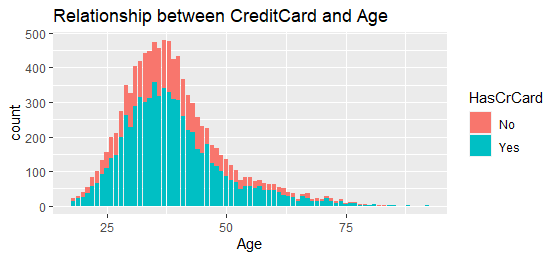 Relationship between CreditCard and Age
500
400
300
200
100
0
count
25
50
75
Age
HasCrCard
No
Yes